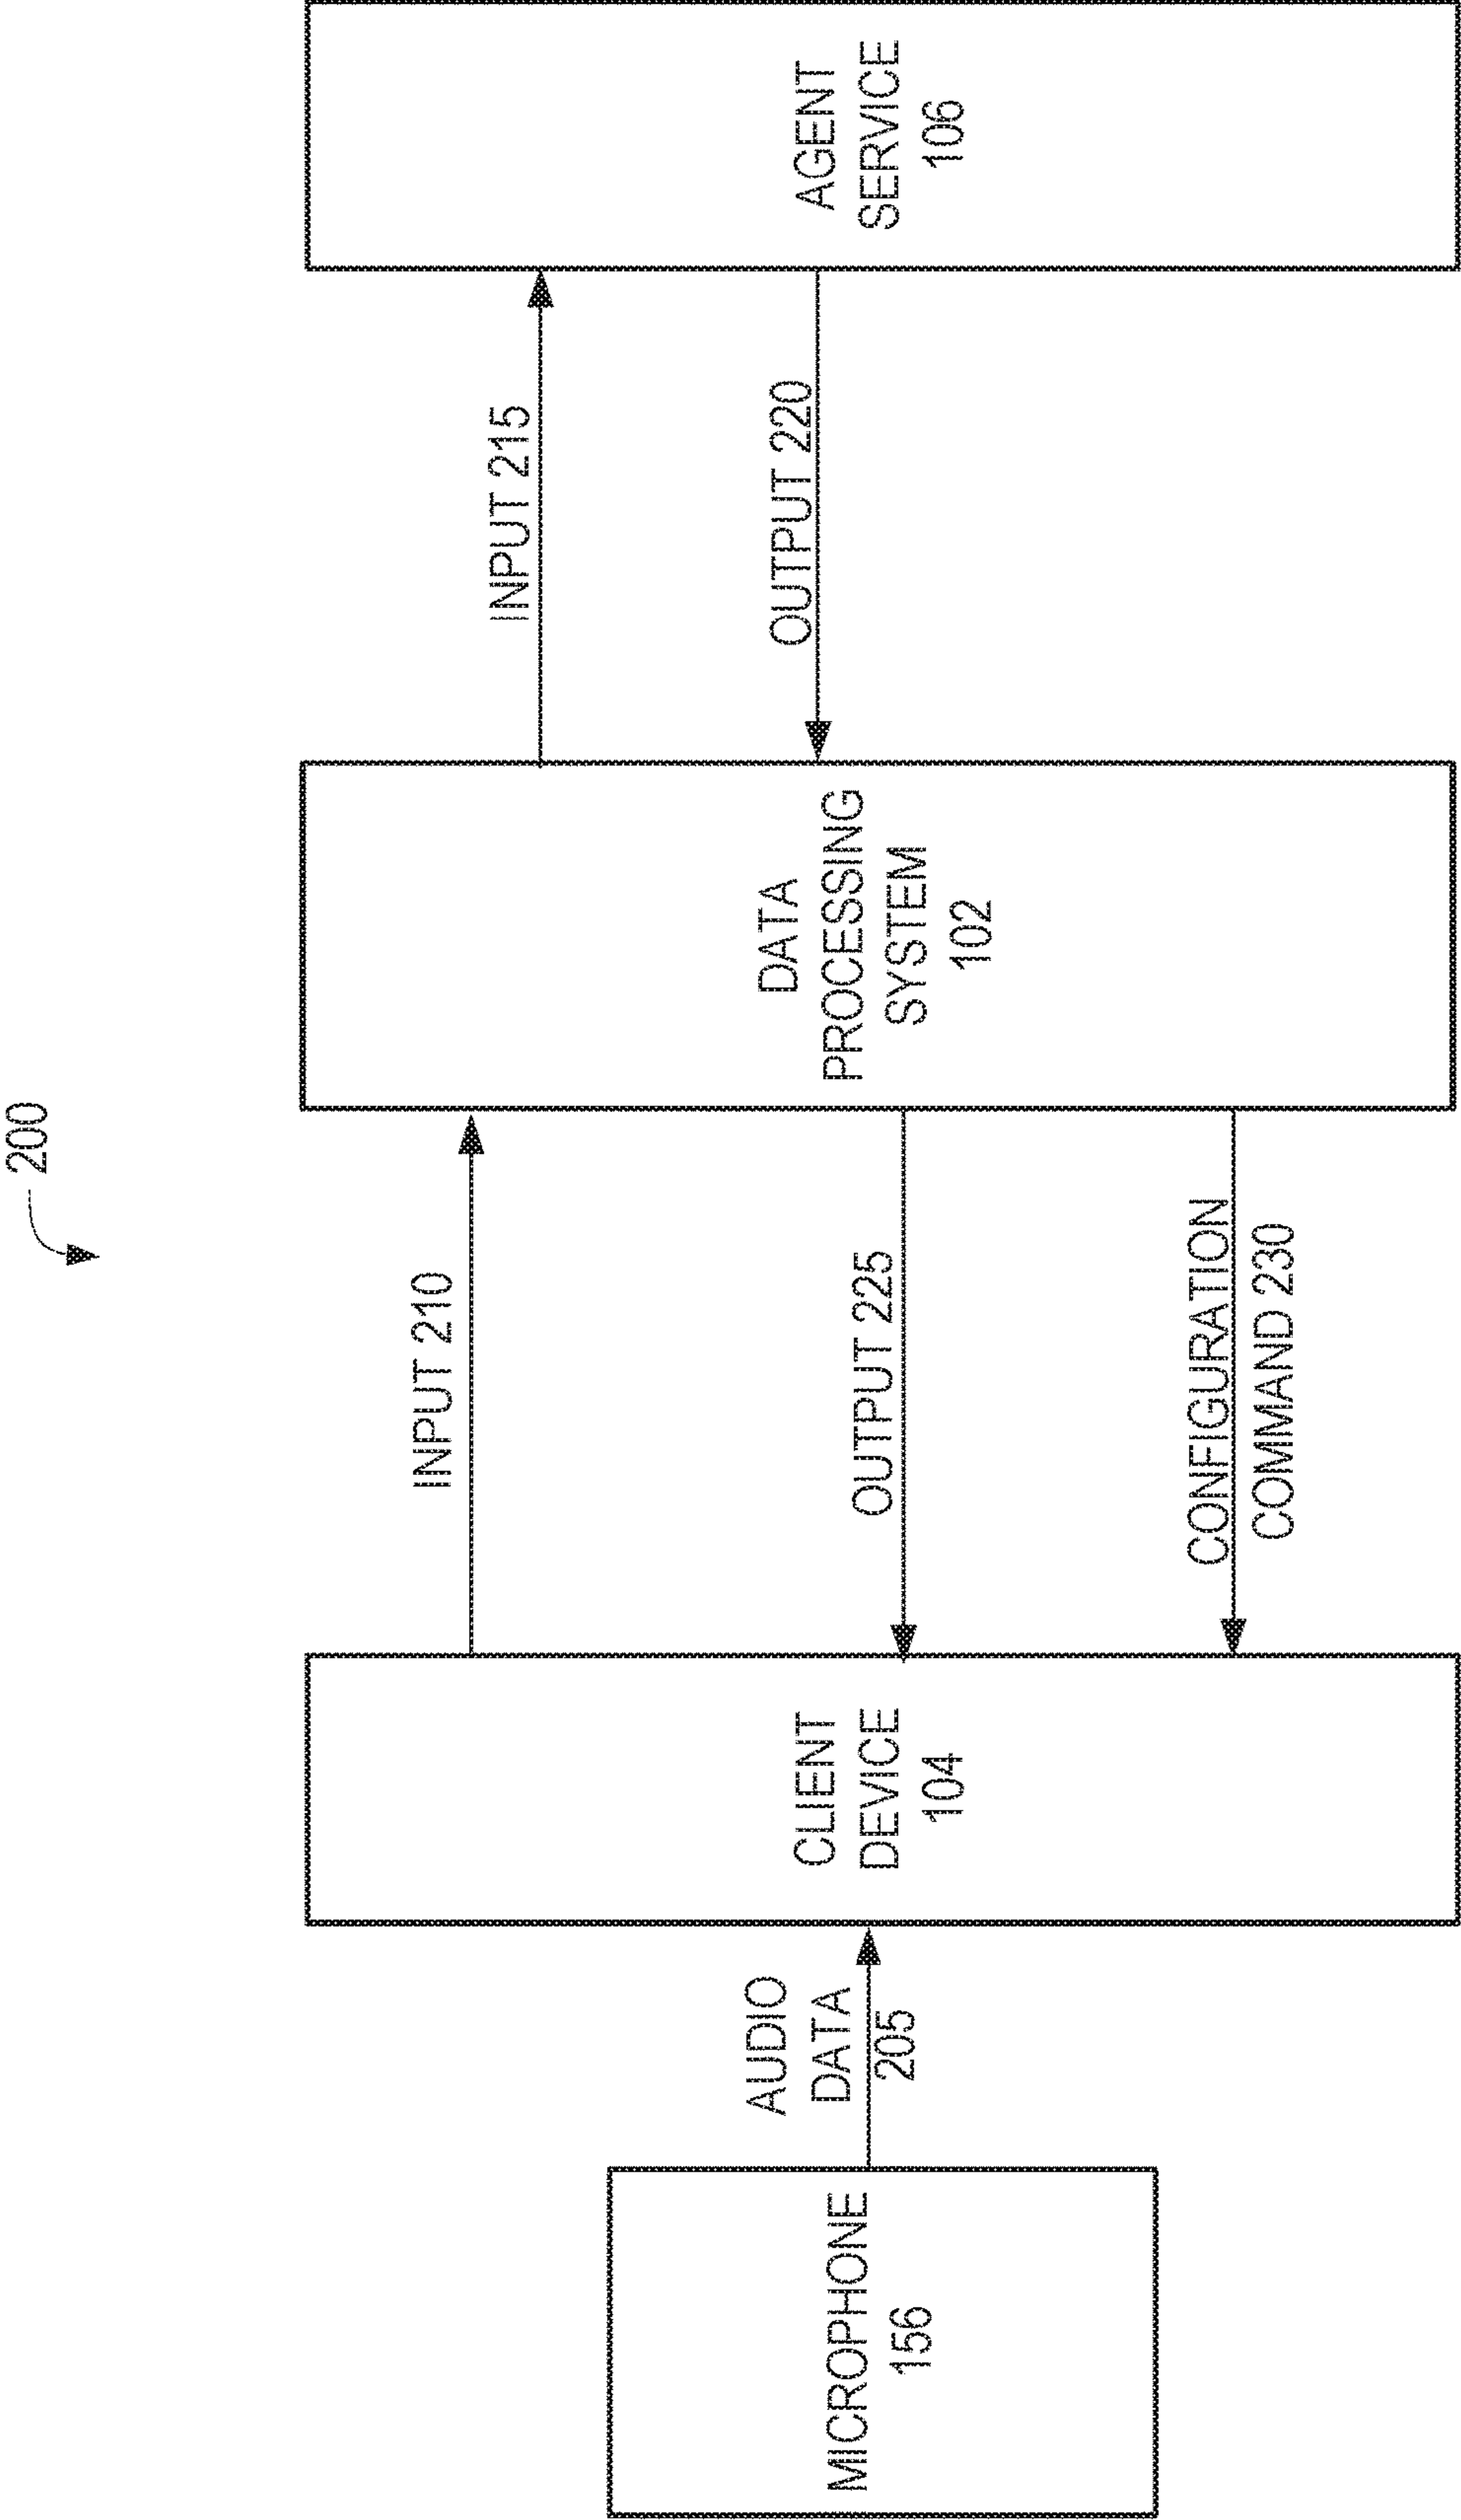 200
MICROPHONE
156
AUDIO
DATA
205
CLIENT
DEVICE
104
INPUT 210
OUTPUT 225
CONFIGURATION
COMMAND 230
DATA
PROCESSING
SYSTEM
102
INPUT 215
OUTPUT 220
AGENT
SERVICE
106